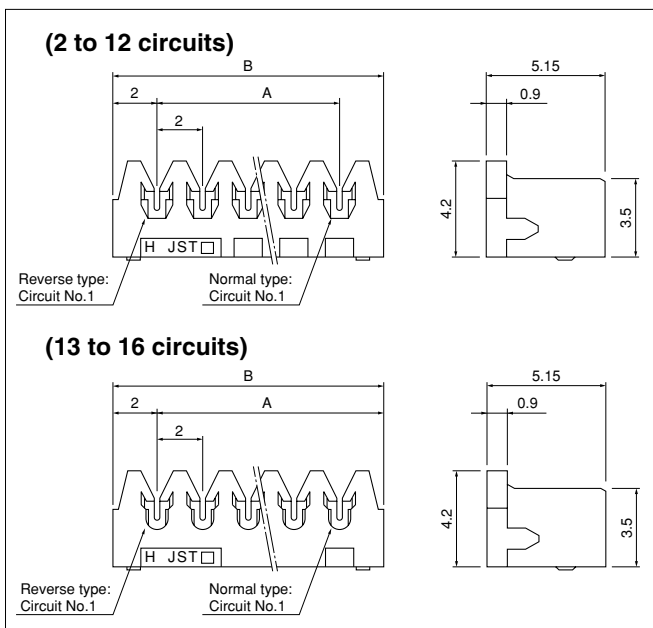 (2 to 12 circuits)
B
5.15
2
A
0.9
2
4.2
3.5
H JST
Reverse type:
Circuit No.1
Normal type:
Circuit No.1
(13 to 16 circuits)
B
5.15
2
A
0.9
2
4.2
3.5
H JST
Reverse type:
Circuit No.1
Normal type:
Circuit No.1